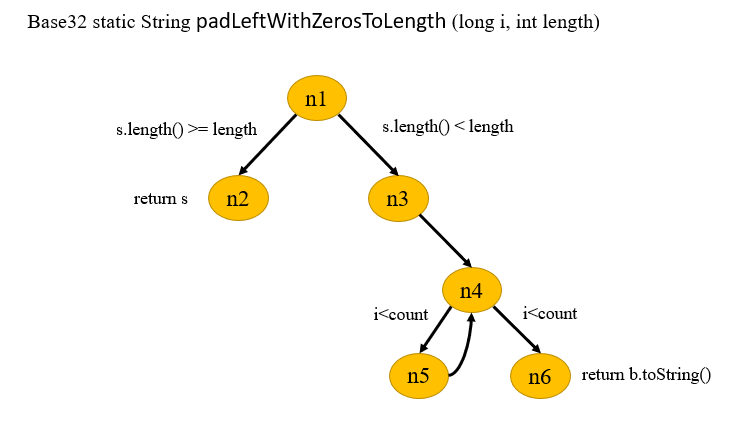 Base32 static String padLeftWithZerosToLength (long i, int length)
n1
s.length() >= length
s.length() < length
return s
n2
n3
n4
i<count
i<count
n5
n6
return b.toString()